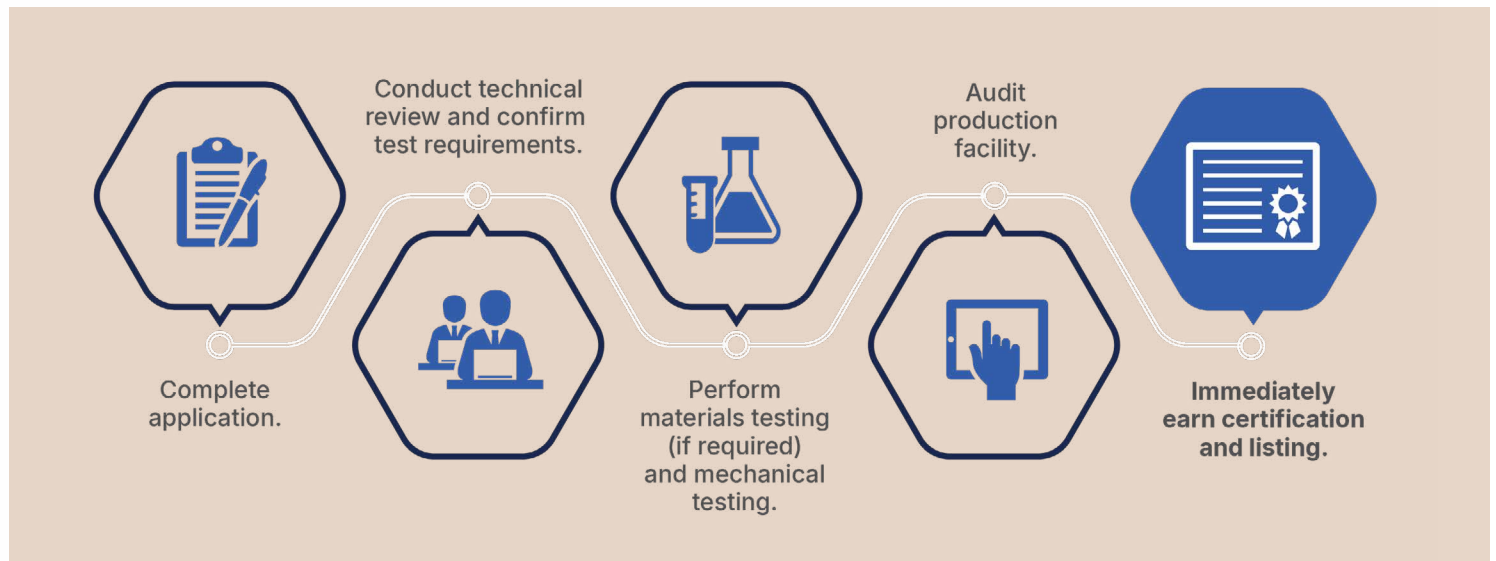 Complete
application.
Conduct technical
review and confirm
test requirements.
Perform
materials testing
(if required)
and mechanical
testing.
Audit
production
facility.
Immediately
earn certification
and listing.